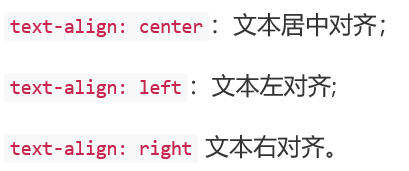 text-align: center：文本居中对齐；
text-align: left：文本左对齐;
text-align: right 文本右对齐。